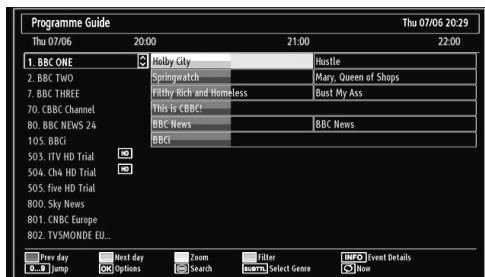 Programme Guide Thu 07/06 20:29
Thu 07/06 20:00 21:00 22:00
1. BBC ONE Holby City Hustle
2. BBC TWO Springwatch Mary, Queen of Shops
7. BBC THREE Filthy Rich and Homeless Bust My Ass
70. CBBC Channel This is CBBC!
80. BBC NEWS 24 BBC News BBC News
105. BBCi BBCi
503. ITV HD Trial HD
504. Ch4 HD Trial HD
505. five HD Trial
800. Sky News
801. CNBC Europe
802. TV5MONDE EU...
Prev day Next day Zoom Filter INFO Event Details
0...9 Jump OK Options Search SUBTTL Select Genre Now